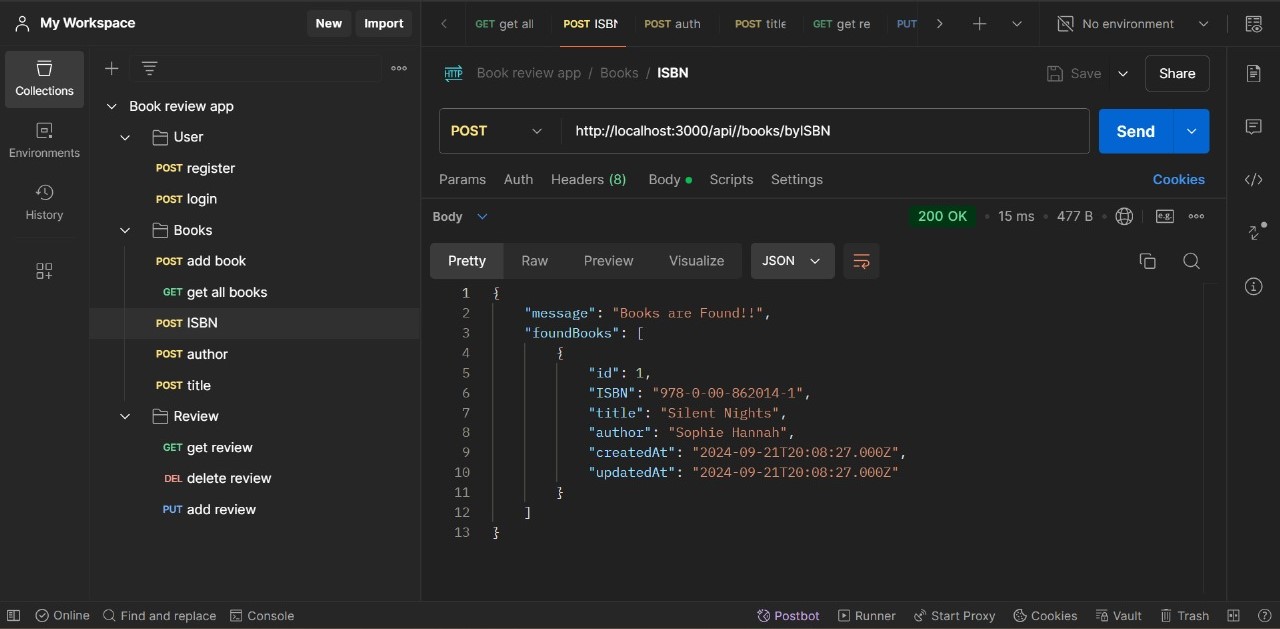 My Workspace
New
Import
GET get all
POST ISBN
POST auth
POST title
GET get re
PUT
No environment
Collections
Environments
History
Book review app
User
POST register
POST login
Books
POST add book
GET get all books
POST ISBN
POST author
POST title
Review
GET get review
DEL delete review
PUT add review
HTTP Book review app / Books / ISBN
Save
Share
POST http://localhost:3000/api//books/byISBN
Send
Params Auth Headers (8) Body Scripts Settings
Cookies
Body
200 OK 15 ms 477 B
e.g.
Pretty Raw Preview Visualize JSON
1 {
2 "message": "Books are Found!!",
3 "foundBooks": [
4 {
5 "id": 1,
6 "ISBN": "978-0-00-862014-1",
7 "title": "Silent Nights",
8 "author": "Sophie Hannah",
9 "createdAt": "2024-09-21T20:08:27.000Z",
10 "updatedAt": "2024-09-21T20:08:27.000Z"
11 }
12 ]
13 }
Online Find and replace Console Postbot Runner Start Proxy Cookies Vault Trash